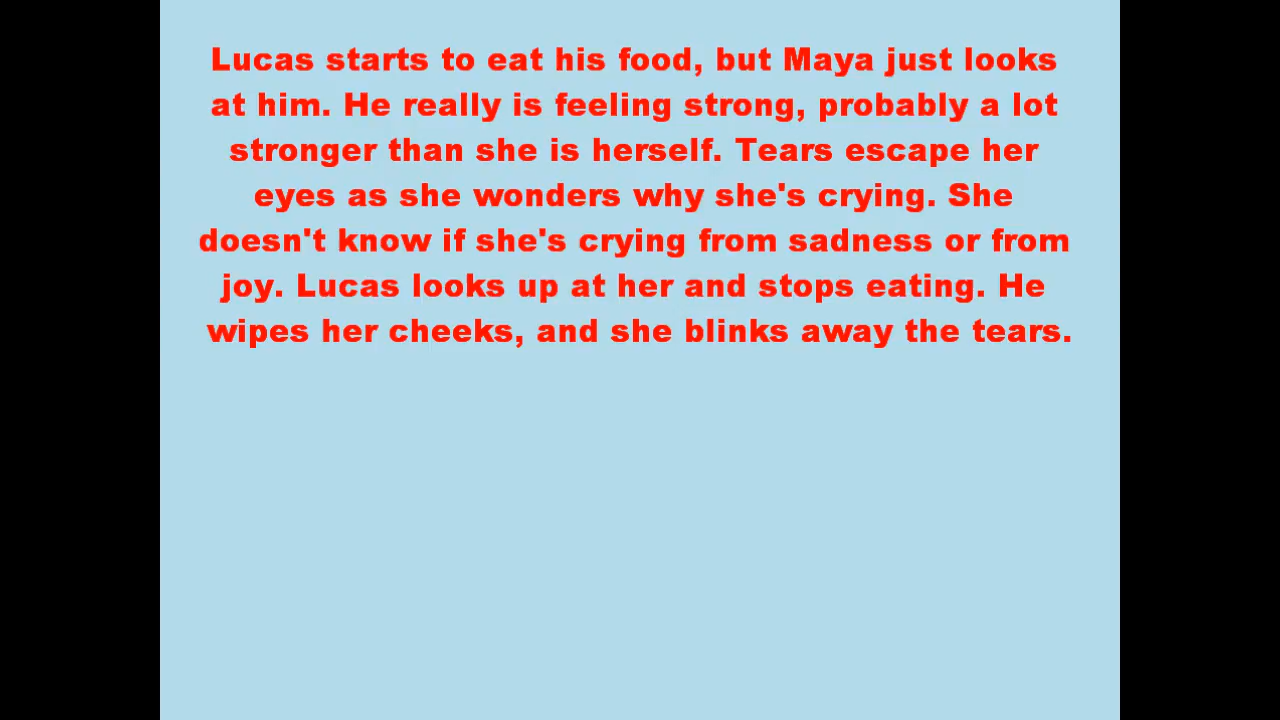 Lucas starts to eat his food, but Maya just looks
at him. He really is feeling strong, probably a lot
stronger than she is herself. Tears escape her
eyes as she wonders why she's crying. She
doesn't know if she's crying from sadness or from
joy. Lucas looks up at her and stops eating. He
wipes her cheeks, and she blinks away the tears.